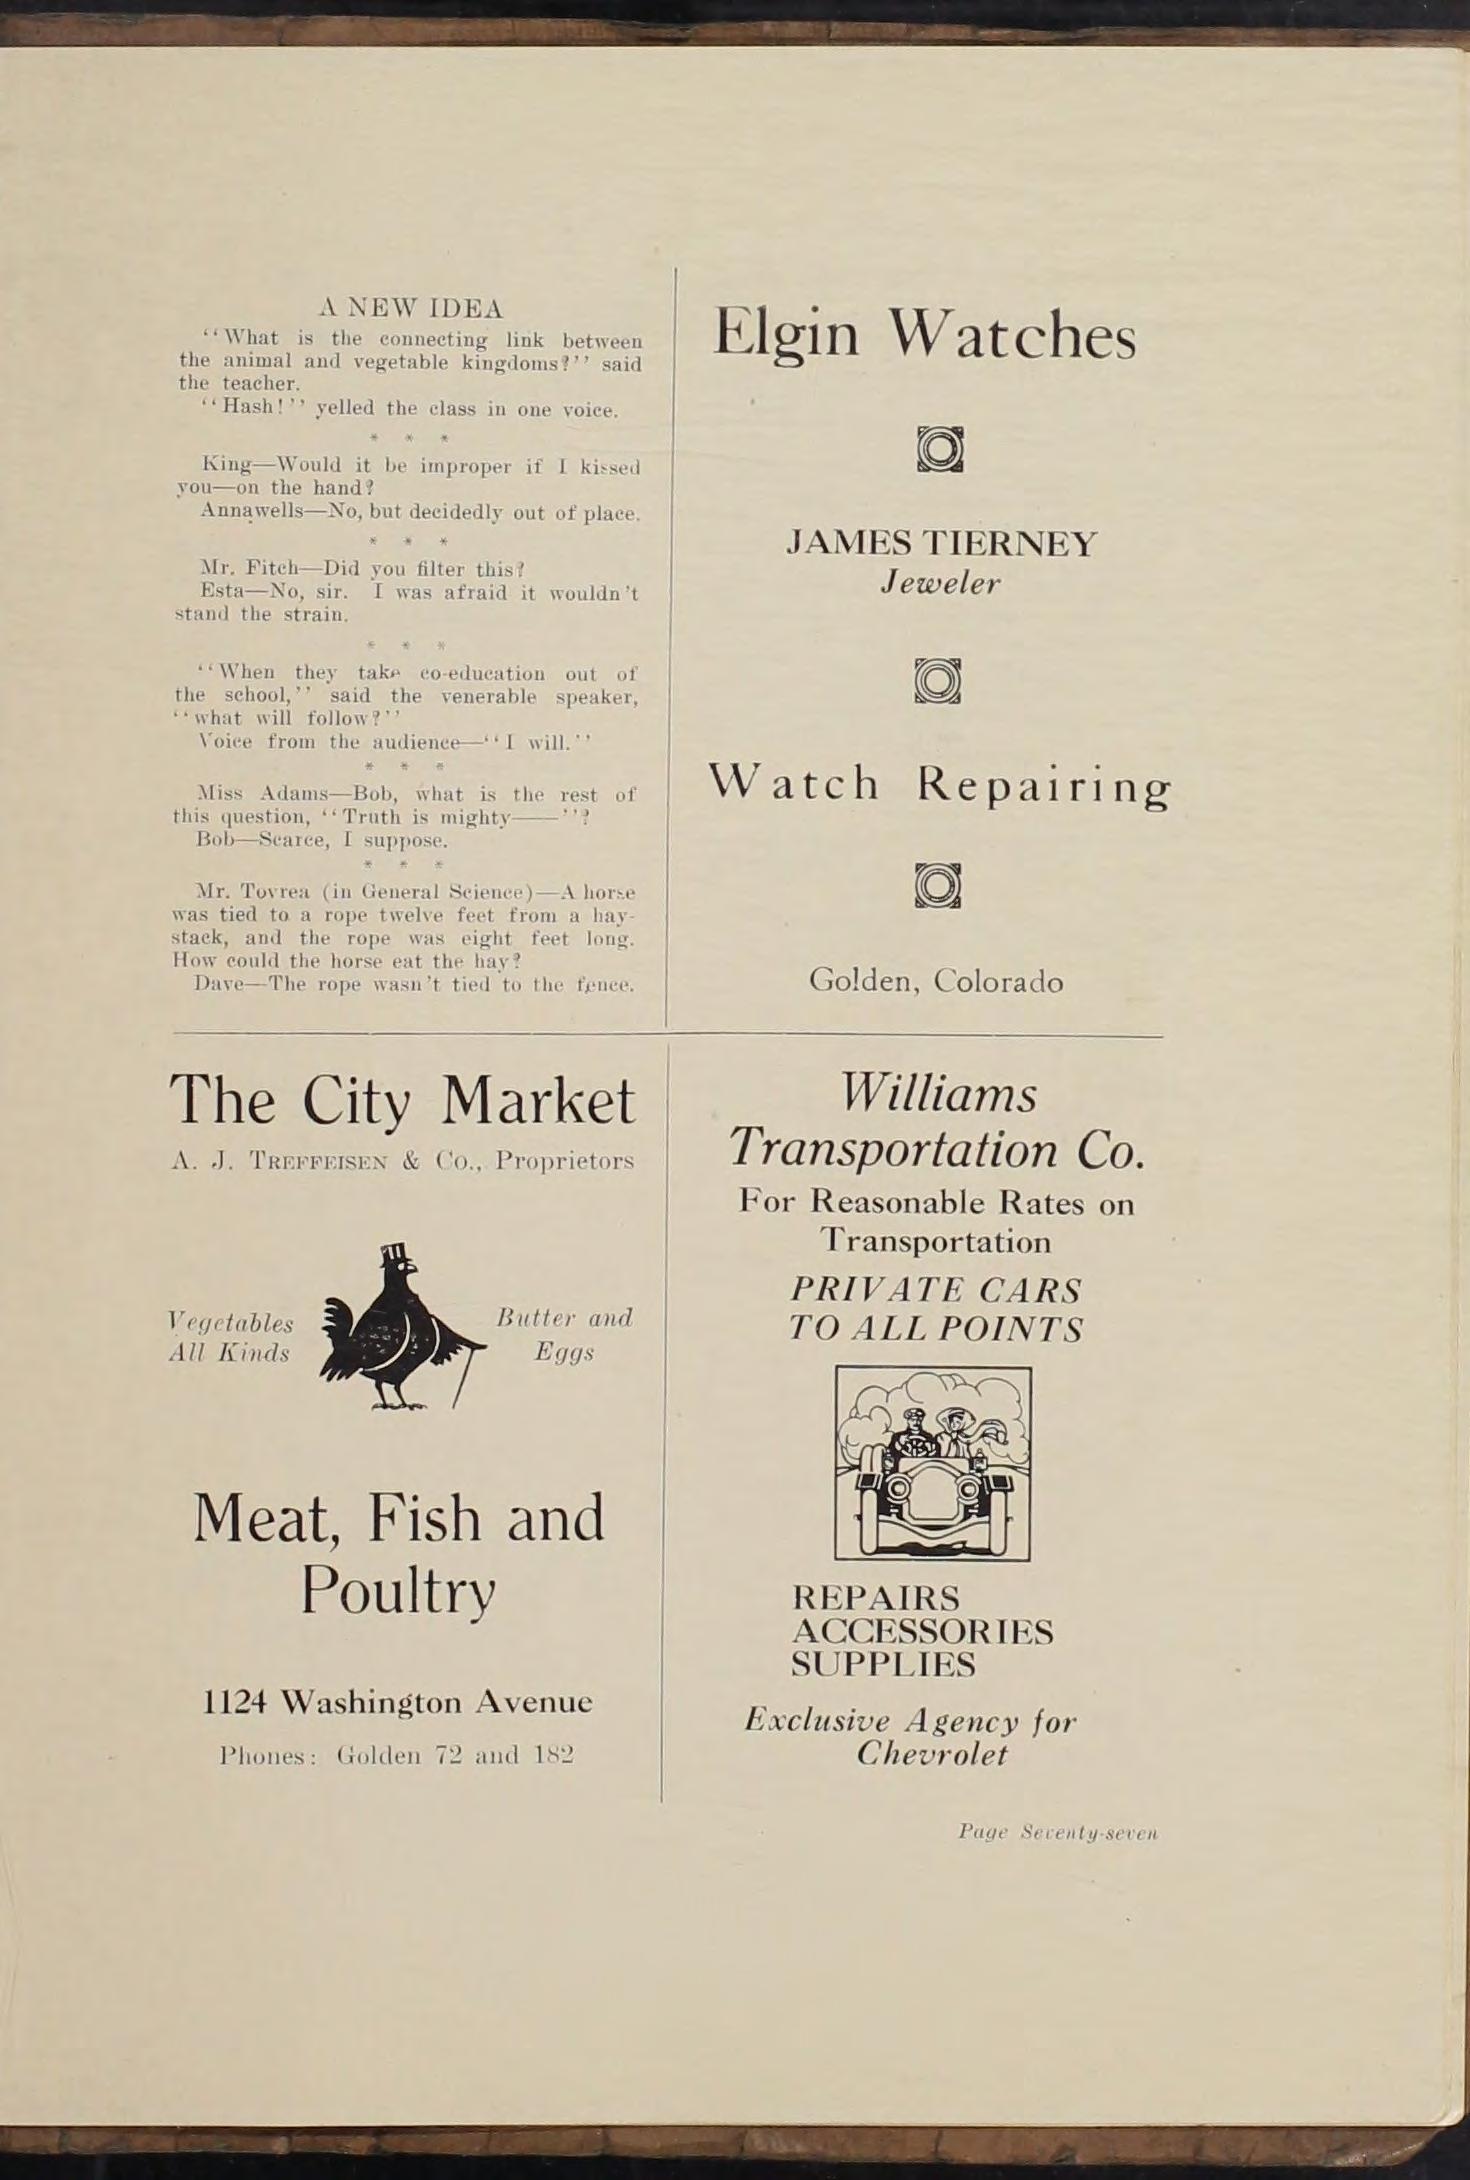 A NEW IDEA
‘‘What is the connecting link between
the animal and vegetable kingdoms?’’ said
the teacher.
‘‘Hash!’’ yelled the class in one voice.
* * *
King—Would it be improper if I kissed
you—on the hand?
Annawells—No, but decidedly out of place.
* * *
Mr. Fitch—Did you filter this?
Esta—No, sir. I was afraid it wouldn't
stand the strain.
* * *
‘‘When they take co-education out of
the school,’’ said the venerable speaker,
‘‘what will follow?’’
Voice from the audience—‘‘I will.’’
* * *
Miss Adams—Bob, what is the rest of
this question, ‘‘Truth is mighty——’’?
Bob—Scarce, I suppose.
* * *
Mr. Tovrea (in General Science)—A horse
was tied to a rope twelve feet from a hay-
stack, and the rope was eight feet long.
How could the horse eat the hay?
Dave—The rope wasn't tied to the fence.
Elgin Watches
JAMES TIERNEY
Jeweler
Watch Repairing
Golden, Colorado
The City Market
A. J. TREFFEISEN & CO., Proprietors
Vegetables
All Kinds
Butter and
Eggs
Meat, Fish and
Poultry
1124 Washington Avenue
Phones: Golden 72 and 182
Williams
Transportation Co.
For Reasonable Rates on
Transportation
PRIVATE CARS
TO ALL POINTS
REPAIRS
ACCESSORIES
SUPPLIES
Exclusive Agency for
Chevrolet
Page Seventy-seven